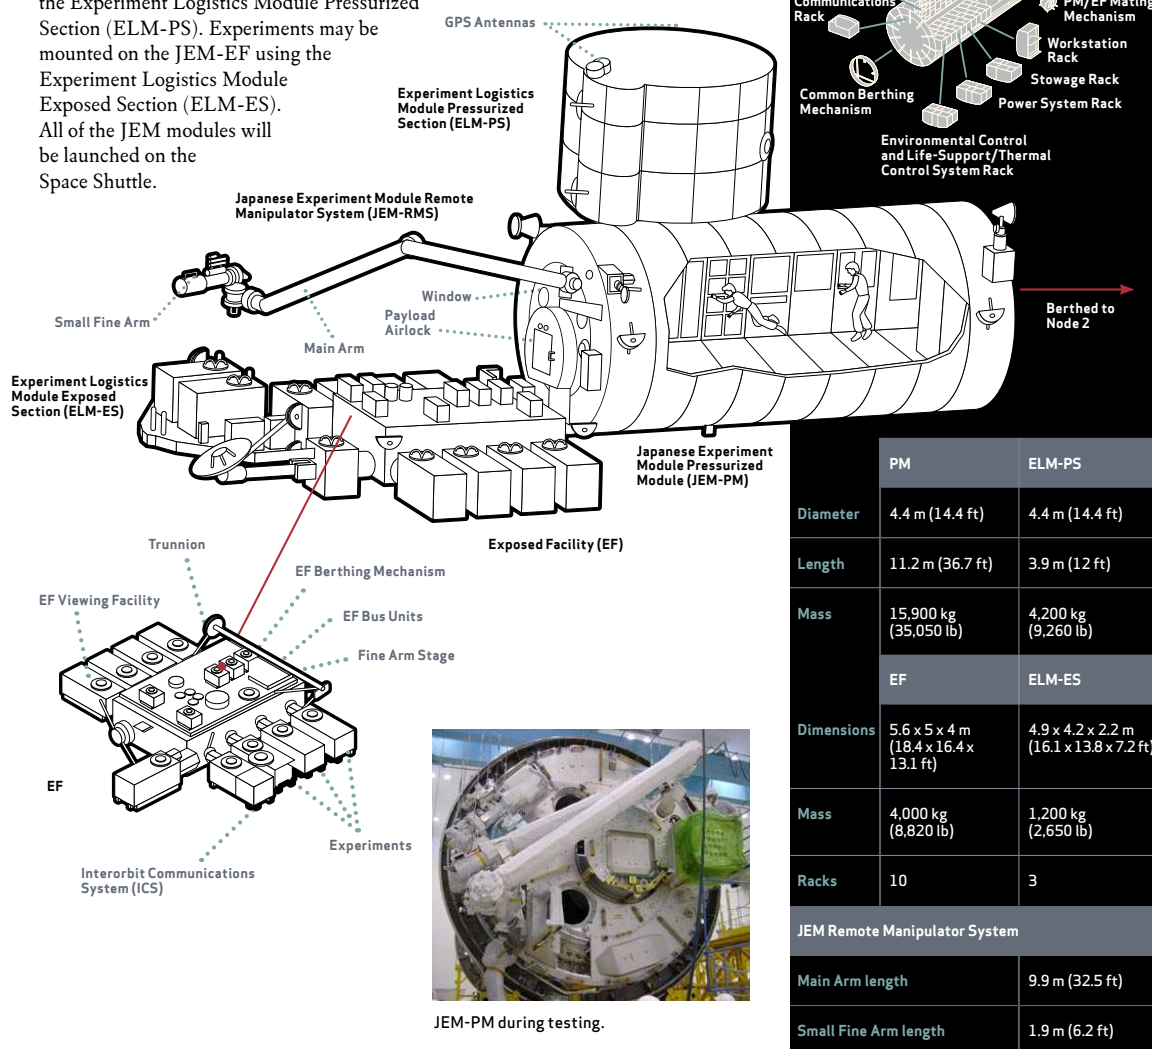 the Experiment Logistics Module Pressurized
Section (ELM-PS). Experiments may be
mounted on the JEM-EF using the
Experiment Logistics Module
Exposed Section (ELM-ES).
All of the JEM modules will
be launched on the
Space Shuttle.
GPS Antennas
Experiment Logistics
Module Pressurized
Section (ELM-PS)
Japanese Experiment Module Remote
Manipulator System (JEM-RMS)
Small Fine Arm
Main Arm
Window
Payload
Airlock
Experiment Logistics
Module Exposed
Section (ELM-ES)
Japanese Experiment
Module Pressurized
Module (JEM-PM)
Exposed Facility (EF)
Berthed to
Node 2
Communications
Rack
PM/EF Mating
Mechanism
Workstation
Rack
Stowage Rack
Power System Rack
Common Berthing
Mechanism
Environmental Control
and Life-Support/Thermal
Control System Rack
Trunnion
EF Berthing Mechanism
EF Viewing Facility
EF Bus Units
Fine Arm Stage
EF
Experiments
Interorbit Communications
System (ICS)
JEM-PM during testing.
PM ELM-PS
Diameter 4.4 m (14.4 ft) 4.4 m (14.4 ft)
Length 11.2 m (36.7 ft) 3.9 m (12 ft)
Mass 15,900 kg 4,200 kg
(35,050 lb) (9,260 lb)
EF ELM-ES
Dimensions 5.6 x 5 x 4 m 4.9 x 4.2 x 2.2 m
(18.4 x 16.4 x (16.1 x 13.8 x 7.2 ft)
13.1 ft)
Mass 4,000 kg 1,200 kg
(8,820 lb) (2,650 lb)
Racks 10 3
JEM Remote Manipulator System
Main Arm length 9.9 m (32.5 ft)
Small Fine Arm length 1.9 m (6.2 ft)